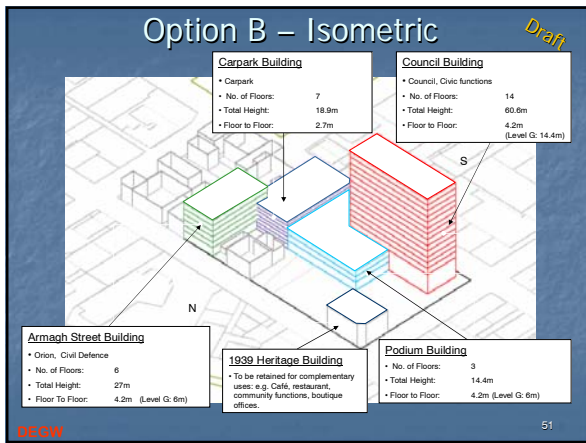 Option B – Isometric
Draft
Carpark Building
• Carpark
• No. of Floors: 7
• Total Height: 18.9m
• Floor to Floor: 2.7m
Council Building
• Council, Civic functions
• No. of Floors: 14
• Total Height: 60.6m
• Floor to Floor: 4.2m
(Level G: 14.4m)
S
N
Armagh Street Building
• Orion, Civil Defence
• No. of Floors: 6
• Total Height: 27m
• Floor To Floor: 4.2m (Level G: 6m)
1939 Heritage Building
• To be retained for complementary
uses: e.g. Café, restaurant,
community functions, boutique
offices.
Podium Building
• No. of Floors: 3
• Total Height: 14.4m
• Floor to Floor: 4.2m (Level G: 6m)
DEGW
51